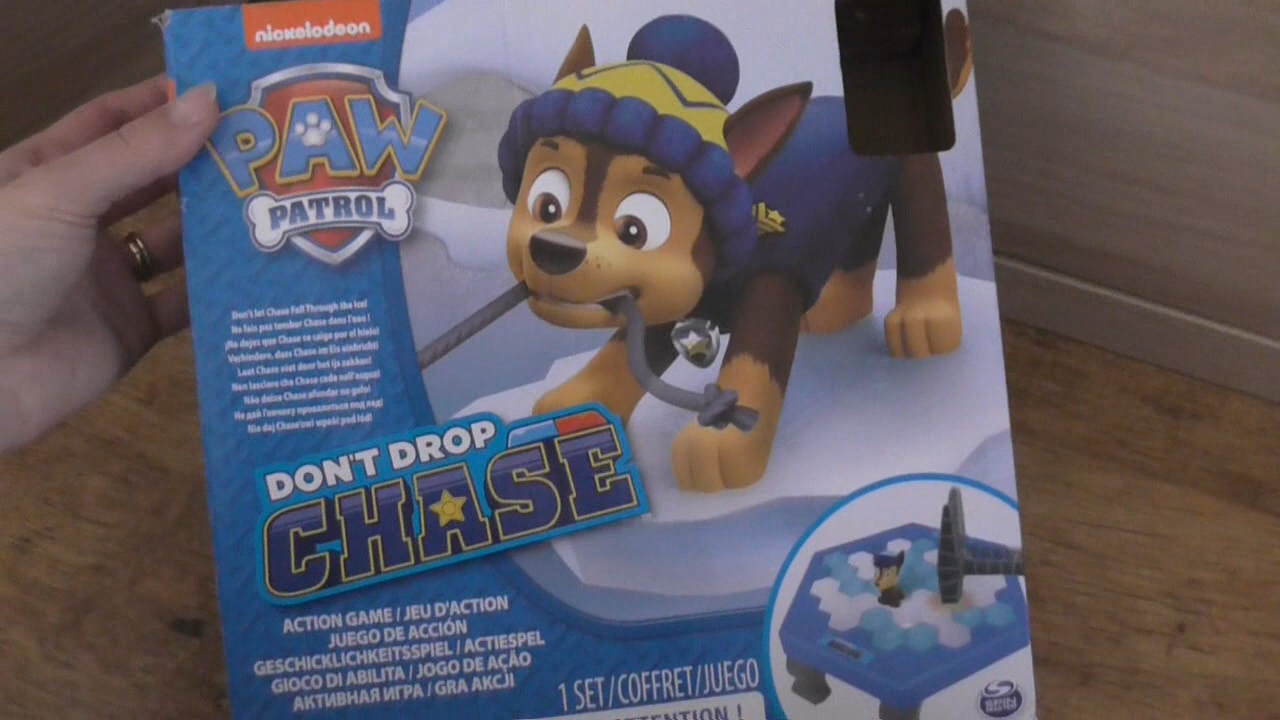 nickelodeon
PAW
PATROL
Don't let Chase Fall Through the Ice!
Ne fais pas tomber Chase dans l'eau !
¡No dejes que Chase se caiga por el hielo!
Verhindere, dass Chase im Eis einbricht!
Laat Chase niet door het ijs zakken!
Non lasciare che Chase cada nell'acqua!
Não deixe Chase afundar no gelo!
Не дай Гончику провалиться под лед!
Nie daj Chase'owi wpaść pod lód!
DON'T DROP
CHASE
ACTION GAME / JEU D'ACTION
JUEGO DE ACCIÓN
GESCHICKLICHKEITSSPIEL / ACTIESPEL
GIOCO DI ABILITA / JOGO DE AÇÃO
АКТИВНАЯ ИГРА / GRA AKCJI
1 SET/COFFRET/JUEGO
ATTENTION !
SPIN MASTER